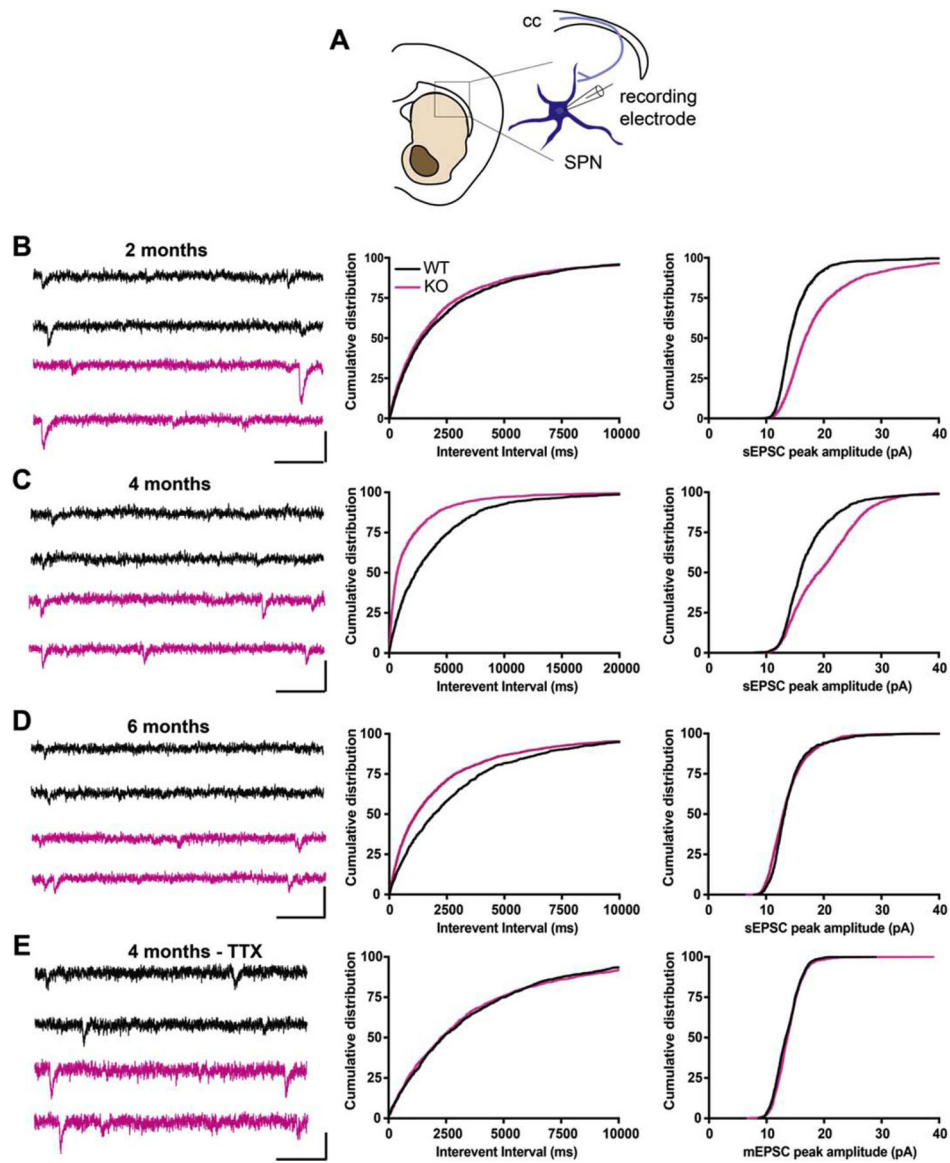 A
cc
recording
electrode
SPN
B
2 months
Cumulative distribution
100
75
50
25
0
WT
KO
0 2500 5000 7500 10000
Interevent Interval (ms)
Cumulative distribution
100
75
50
25
0
0 10 20 30 40
sEPSC peak amplitude (pA)
C
4 months
Cumulative distribution
100
75
50
25
0
0 5000 10000 15000 20000
Interevent Interval (ms)
Cumulative distribution
100
75
50
25
0
0 10 20 30 40
sEPSC peak amplitude (pA)
D
6 months
Cumulative distribution
100
75
50
25
0
0 2500 5000 7500 10000
Interevent Interval (ms)
Cumulative distribution
100
75
50
25
0
0 10 20 30 40
sEPSC peak amplitude (pA)
E
4 months - TTX
Cumulative distribution
100
75
50
25
0
0 2500 5000 7500 10000
Interevent Interval (ms)
Cumulative distribution
100
75
50
25
0
0 10 20 30 40
mEPSC peak amplitude (pA)